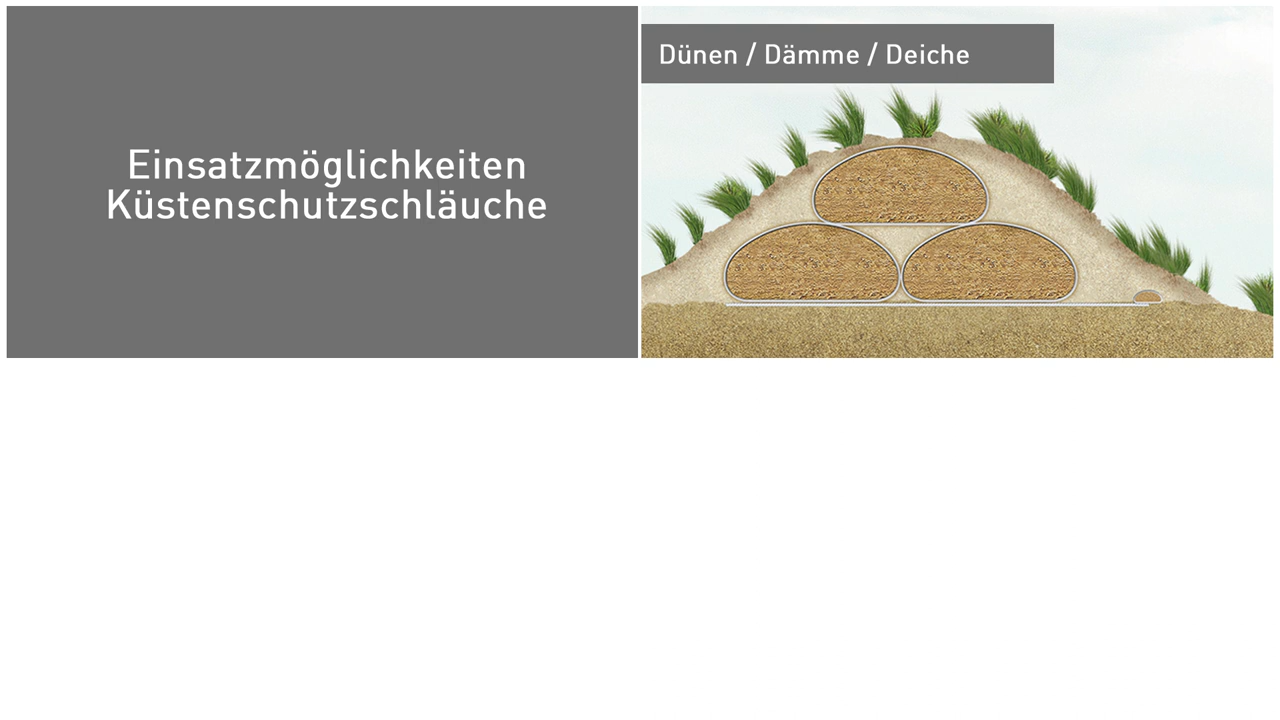 Einsatzmöglichkeiten
Küstenschutzschläuche
Dünen / Dämme / Deiche